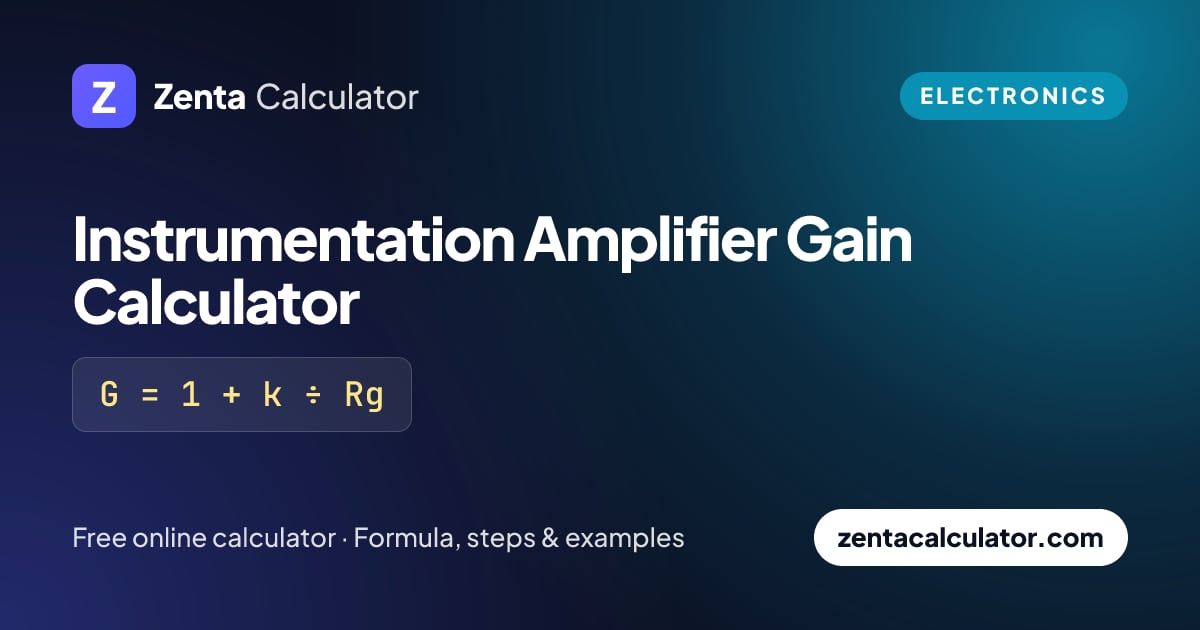 Z
Zenta Calculator
ELECTRONICS
Instrumentation Amplifier Gain
Calculator
G = 1 + k ÷ Rg
Free online calculator · Formula, steps & examples
zentacalculator.com